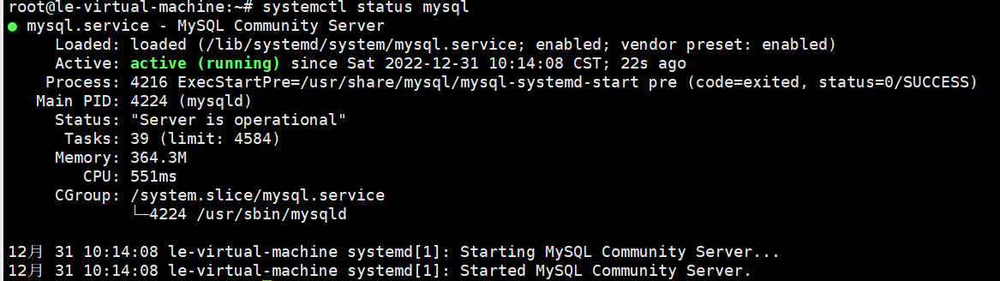 root@le-virtual-machine:~# systemctl status mysql
● mysql.service - MySQL Community Server
     Loaded: loaded (/lib/systemd/system/mysql.service; enabled; vendor preset: enabled)
     Active: active (running) since Sat 2022-12-31 10:14:08 CST; 22s ago
    Process: 4216 ExecStartPre=/usr/share/mysql/mysql-systemd-start pre (code=exited, status=0/SUCCESS)
   Main PID: 4224 (mysqld)
     Status: "Server is operational"
      Tasks: 39 (limit: 4584)
     Memory: 364.3M
        CPU: 551ms
     CGroup: /system.slice/mysql.service
             └─4224 /usr/sbin/mysqld

12月 31 10:14:08 le-virtual-machine systemd[1]: Starting MySQL Community Server...
12月 31 10:14:08 le-virtual-machine systemd[1]: Started MySQL Community Server.